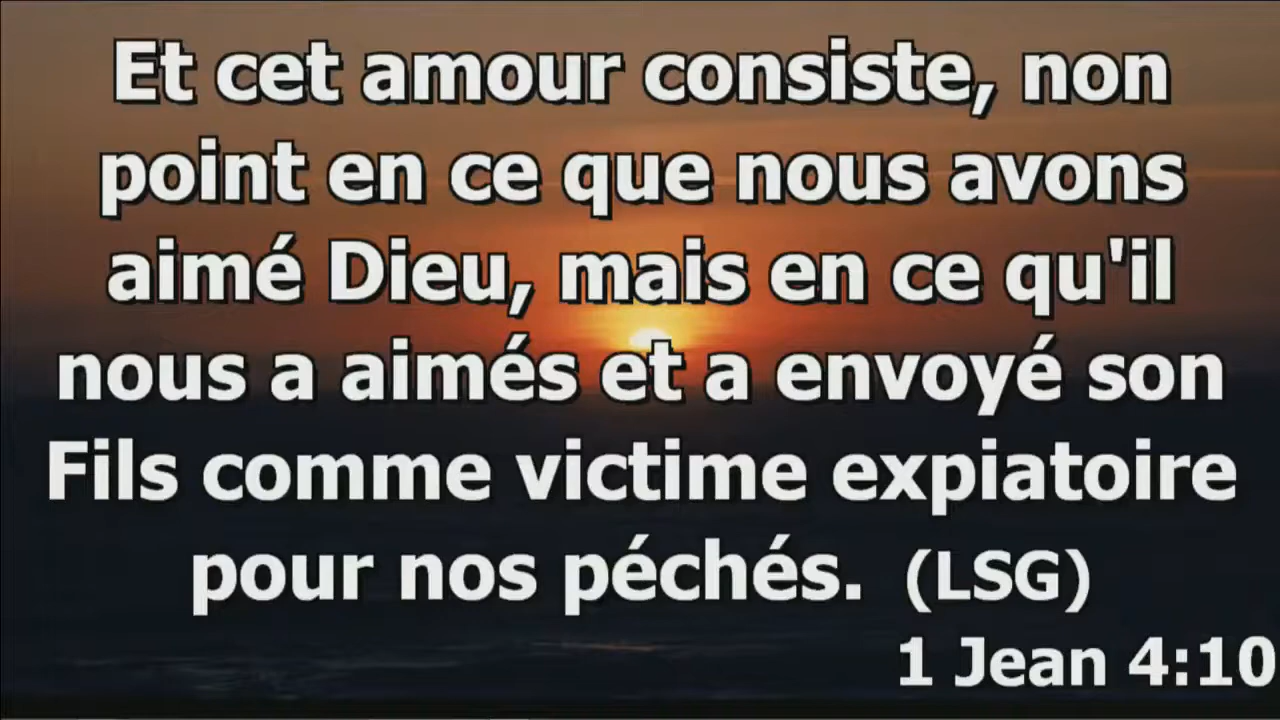 Et cet amour consiste, non
point en ce que nous avons
aimé Dieu, mais en ce qu'il
nous a aimés et a envoyé son
Fils comme victime expiatoire
pour nos péchés. (LSG)
1 Jean 4:10